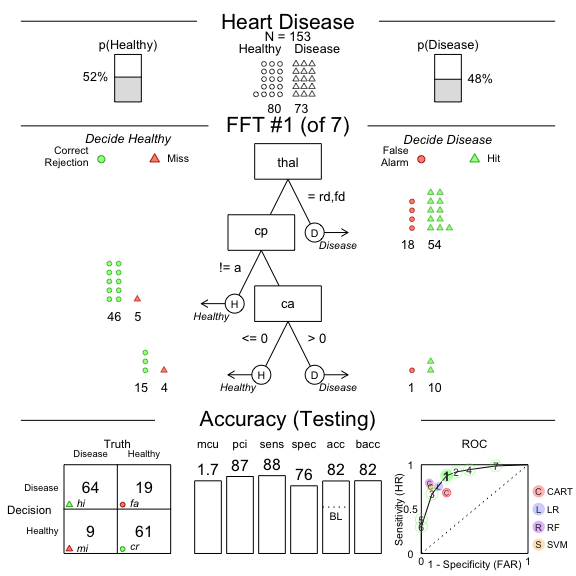 Heart Disease
N = 153
p(Healthy)
Healthy Disease
p(Disease)
52%
48%
80 73
FFT #1 (of 7)
Decide Healthy
Decide Disease
Correct
Rejection
Miss
False
Alarm
Hit
thal
= rd,fd
D
Disease
18 54
cp
!= a
H
Healthy
46 5
ca
<= 0 > 0
H D
Healthy Disease
15 4
1 10
Accuracy (Testing)
Truth
Disease Healthy
Decision
Disease
64 19
hi fa
Healthy
9 61
mi cr
mcu pci sens spec acc bacc
1.7 87 88 76 82 82
BL
ROC
Sensitivity (HR)
1
0.5
0
0 1
1 - Specificity (FAR)
1 2 4 7
C CART
L LR
R RF
S SVM